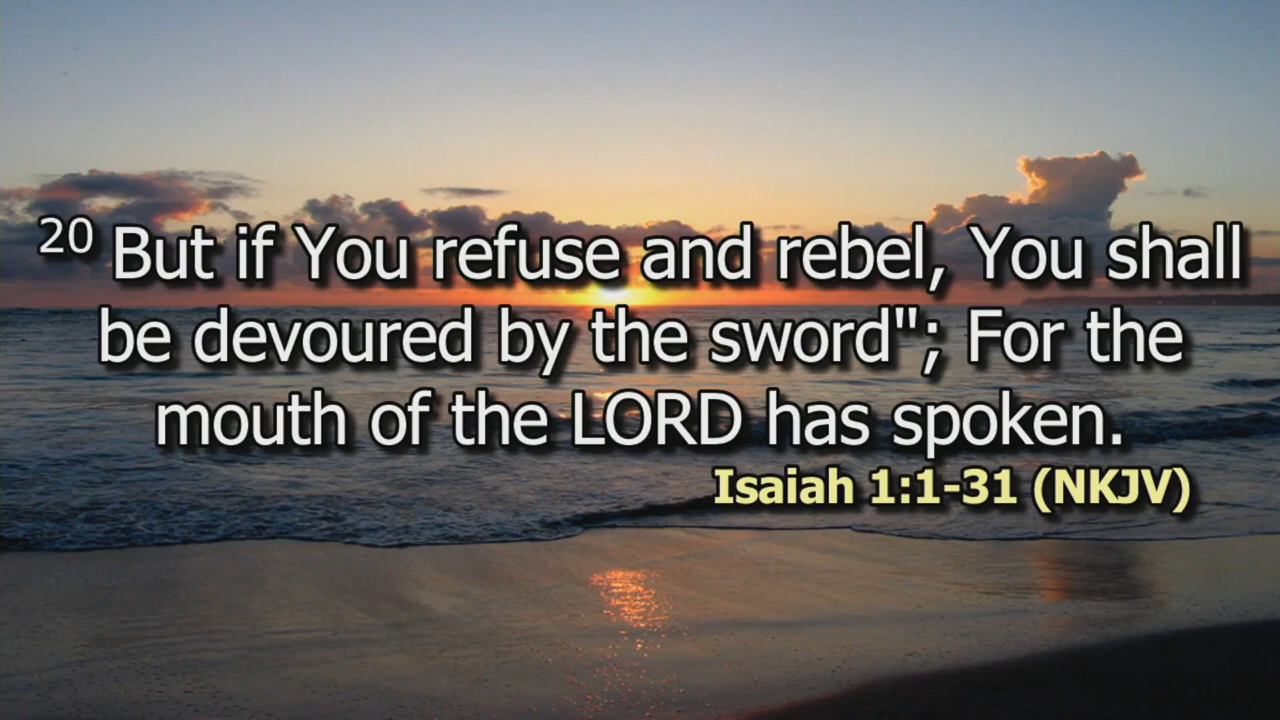 20 But if You refuse and rebel, You shall
be devoured by the sword"; For the
mouth of the LORD has spoken.
Isaiah 1:1-31 (NKJV)